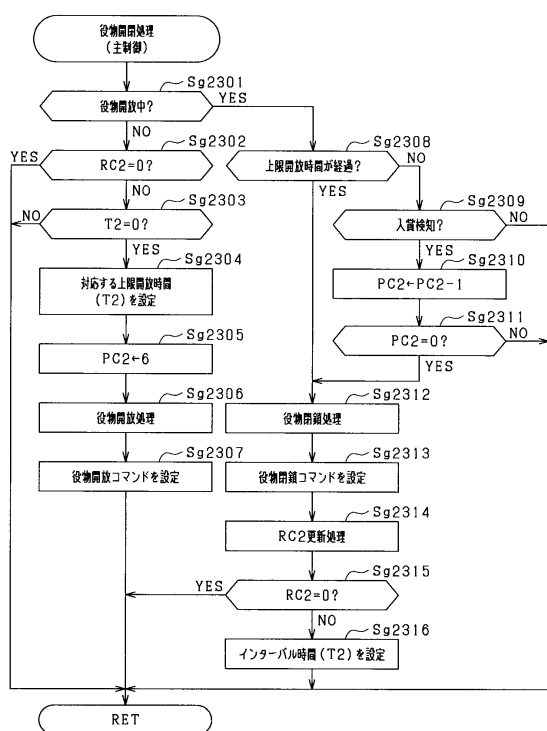 役物開閉処理
(主制御)
Sg2301
役物開放中?
YES
NO
Sg2302
RC2=0?
YES
NO
Sg2303
T2=0?
NO
YES
Sg2304
対応する上限開放時間
(T2)を設定
Sg2305
PC2←6
Sg2306
役物開放処理
Sg2307
役物開放コマンドを設定
Sg2308
上限開放時間が経過?
NO
YES
Sg2309
入賞検知?
NO
YES
Sg2310
PC2←PC2-1
Sg2311
PC2=0?
NO
YES
Sg2312
役物閉鎖処理
Sg2313
役物閉鎖コマンドを設定
Sg2314
RC2更新処理
Sg2315
RC2=0?
YES
NO
Sg2316
インターバル時間(T2)を設定
RET